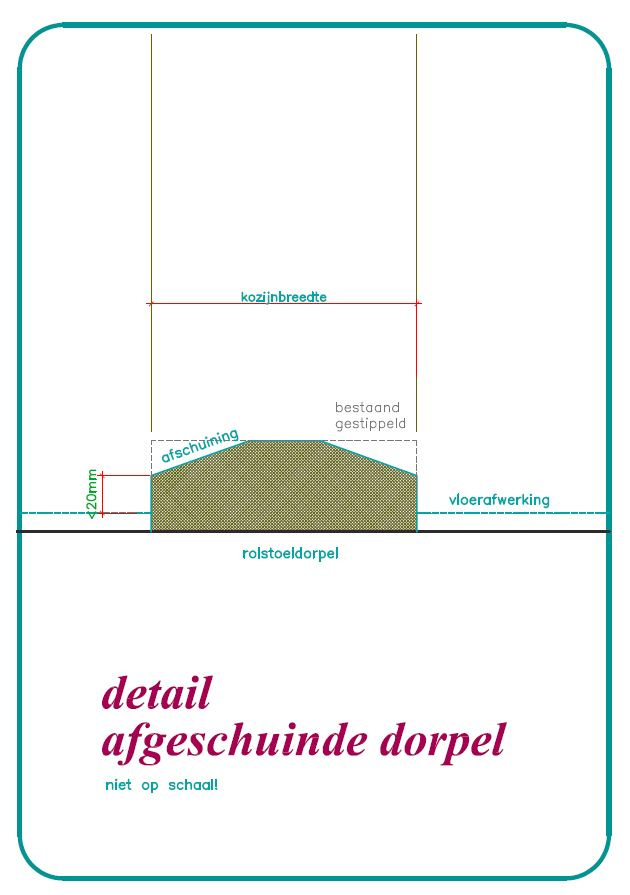 kozijnbreedte
bestaand
gestippeld
afschuining
<20mm
vloerafwerking
rolstoeldorpel
detail
afgeschuinde dorpel
niet op schaal!